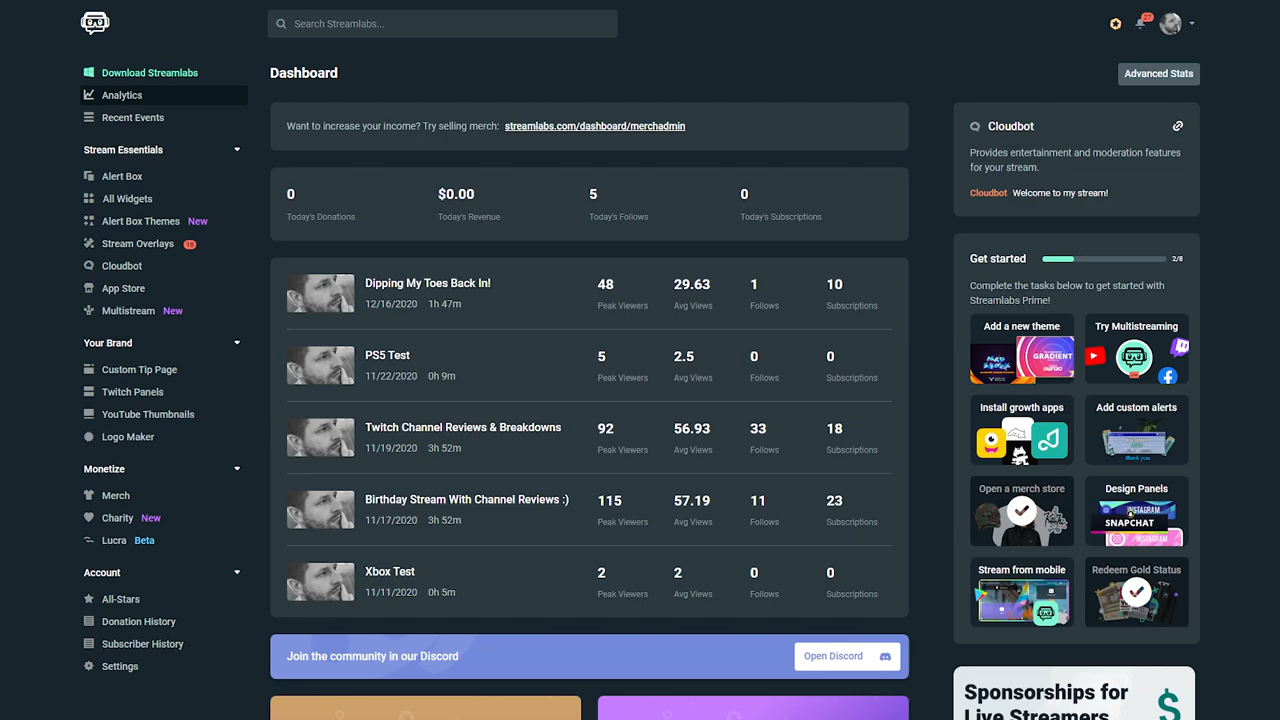 Search Streamlabs...
27
Download Streamlabs
Analytics
Recent Events
Stream Essentials
Alert Box
All Widgets
Alert Box Themes New
Stream Overlays 18
Cloudbot
App Store
Multistream New
Your Brand
Custom Tip Page
Twitch Panels
YouTube Thumbnails
Logo Maker
Monetize
Merch
Charity New
Lucra Beta
Account
All-Stars
Donation History
Subscriber History
Settings
Dashboard
Advanced Stats
Want to increase your income? Try selling merch: streamlabs.com/dashboard/merchadmin
0 $0.00 5 0
Today's Donations Today's Revenue Today's Follows Today's Subscriptions
Dipping My Toes Back In! 48 29.63 1 10
12/16/2020 1h 47m Peak Viewers Avg Views Follows Subscriptions
PS5 Test 5 2.5 0 0
11/22/2020 0h 9m Peak Viewers Avg Views Follows Subscriptions
Twitch Channel Reviews & Breakdowns 92 56.93 33 18
11/19/2020 3h 52m Peak Viewers Avg Views Follows Subscriptions
Birthday Stream With Channel Reviews :) 115 57.19 11 23
11/17/2020 3h 52m Peak Viewers Avg Views Follows Subscriptions
Xbox Test 2 2 0 0
11/11/2020 0h 5m Peak Viewers Avg Views Follows Subscriptions
Join the community in our Discord
Open Discord
Cloudbot
Provides entertainment and moderation features
for your stream.
Cloudbot Welcome to my stream!
Get started 2/8
Complete the tasks below to get started with
Streamlabs Prime!
Add a new theme
GRADIENT
Try Multistreaming
Install growth apps
Add custom alerts
thank you
Open a merch store
Design Panels
INSTAGRAM
SNAPCHAT
INSTAGRAM
Stream from mobile
Redeem Gold Status
Sponsorships for
Live Streamers
$